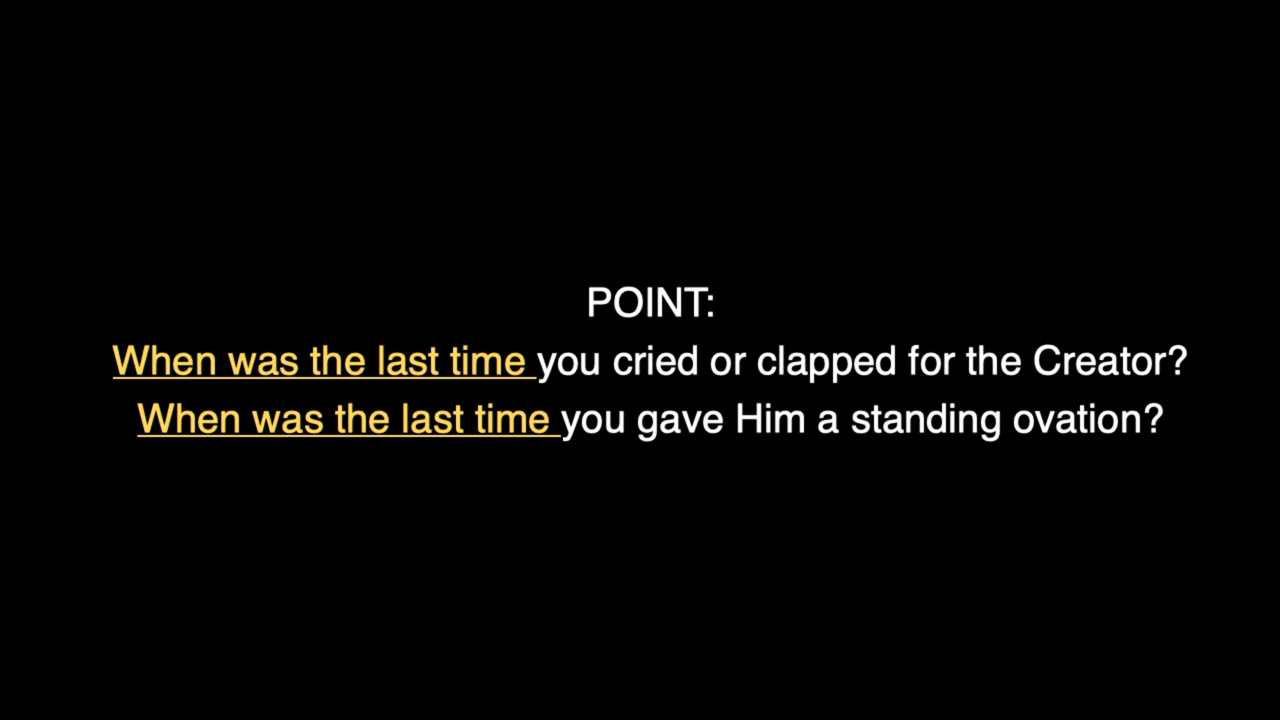 POINT:
When was the last time you cried or clapped for the Creator?
When was the last time you gave Him a standing ovation?